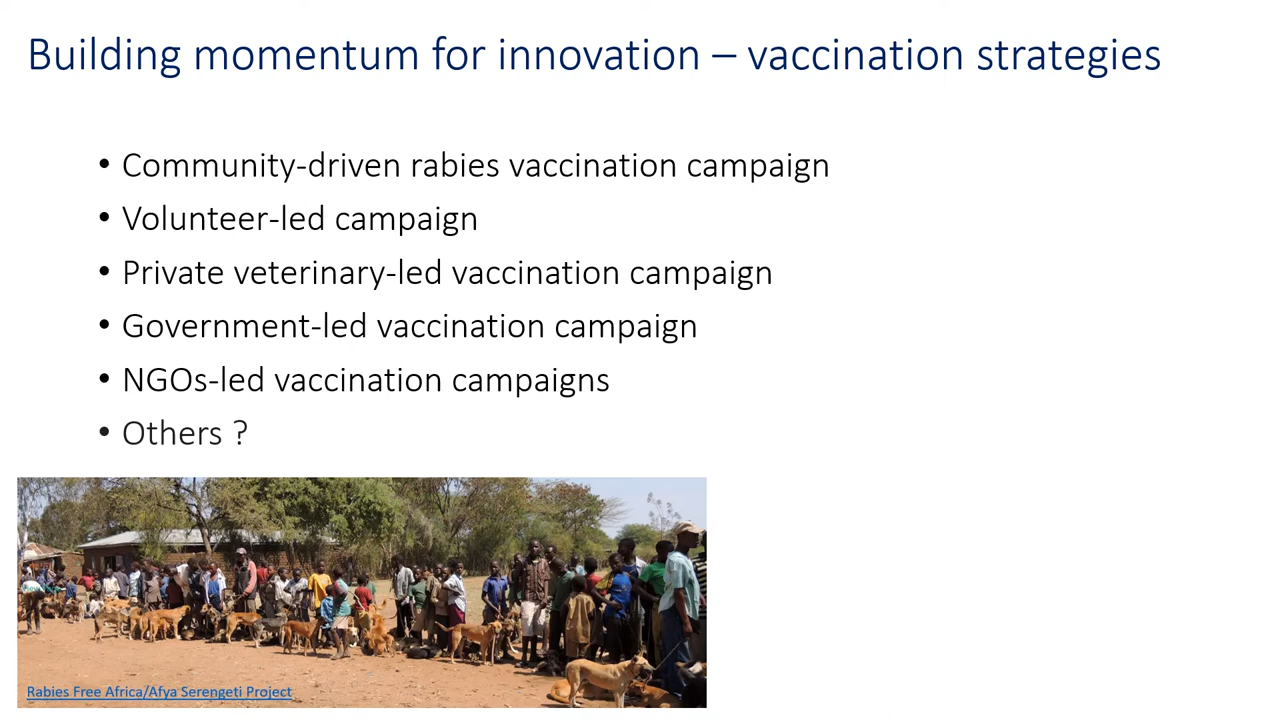 Building momentum for innovation – vaccination strategies
• Community-driven rabies vaccination campaign
• Volunteer-led campaign
• Private veterinary-led vaccination campaign
• Government-led vaccination campaign
• NGOs-led vaccination campaigns
• Others ?
Rabies Free Africa/Afya Serengeti Project